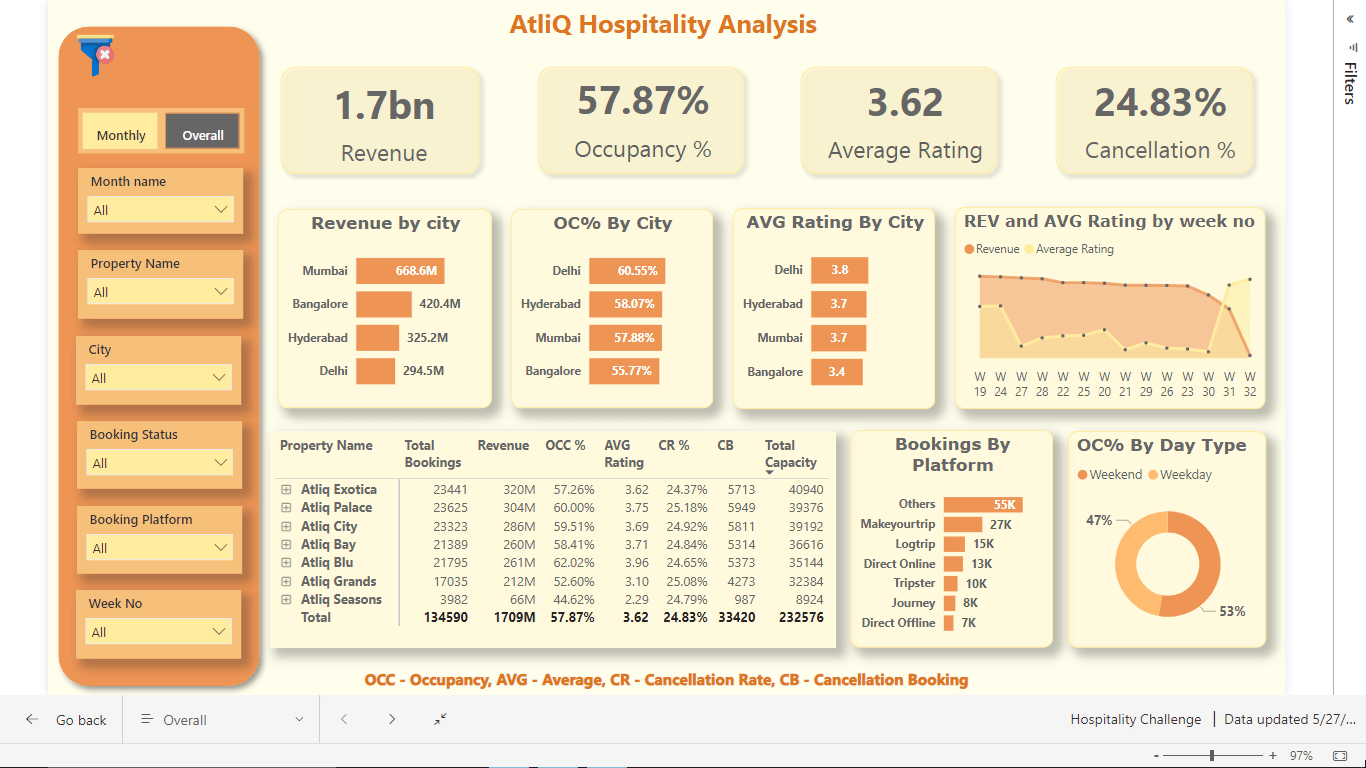 AtliQ Hospitality Analysis
Filters
Monthly Overall
Month name
All
Property Name
All
City
All
Booking Status
All
Booking Platform
All
Week No
All
1.7bn
Revenue
57.87%
Occupancy %
3.62
Average Rating
24.83%
Cancellation %
Revenue by city
Mumbai 668.6M
Bangalore 420.4M
Hyderabad 325.2M
Delhi 294.5M
OC% By City
Delhi 60.55%
Hyderabad 58.07%
Mumbai 57.88%
Bangalore 55.77%
AVG Rating By City
Delhi 3.8
Hyderabad 3.7
Mumbai 3.7
Bangalore 3.4
REV and AVG Rating by week no
Revenue Average Rating
W W W W W W W W W W W W W W
19 24 27 28 22 25 20 21 29 26 23 30 31 32
Property Name Total Revenue OCC % AVG CR % CB Total
Bookings Rating Capacity
Atliq Exotica 23441 320M 57.26% 3.62 24.37% 5713 40940
Atliq Palace 23625 304M 60.00% 3.75 25.18% 5949 39376
Atliq City 23323 286M 59.51% 3.69 24.92% 5811 39192
Atliq Bay 21389 260M 58.41% 3.71 24.84% 5314 36616
Atliq Blu 21795 261M 62.02% 3.96 24.65% 5373 35144
Atliq Grands 17035 212M 52.60% 3.10 25.08% 4273 32384
Atliq Seasons 3982 66M 44.62% 2.29 24.79% 987 8924
Total 134590 1709M 57.87% 3.62 24.83% 33420 232576
Bookings By
Platform
Others 55K
Makeyourtrip 27K
Logtrip 15K
Direct Online 13K
Tripster 10K
Journey 8K
Direct Offline 7K
OC% By Day Type
Weekend Weekday
47%
53%
OCC - Occupancy, AVG - Average, CR - Cancellation Rate, CB - Cancellation Booking
Go back Overall Hospitality Challenge | Data updated 5/27/...
- + 97%